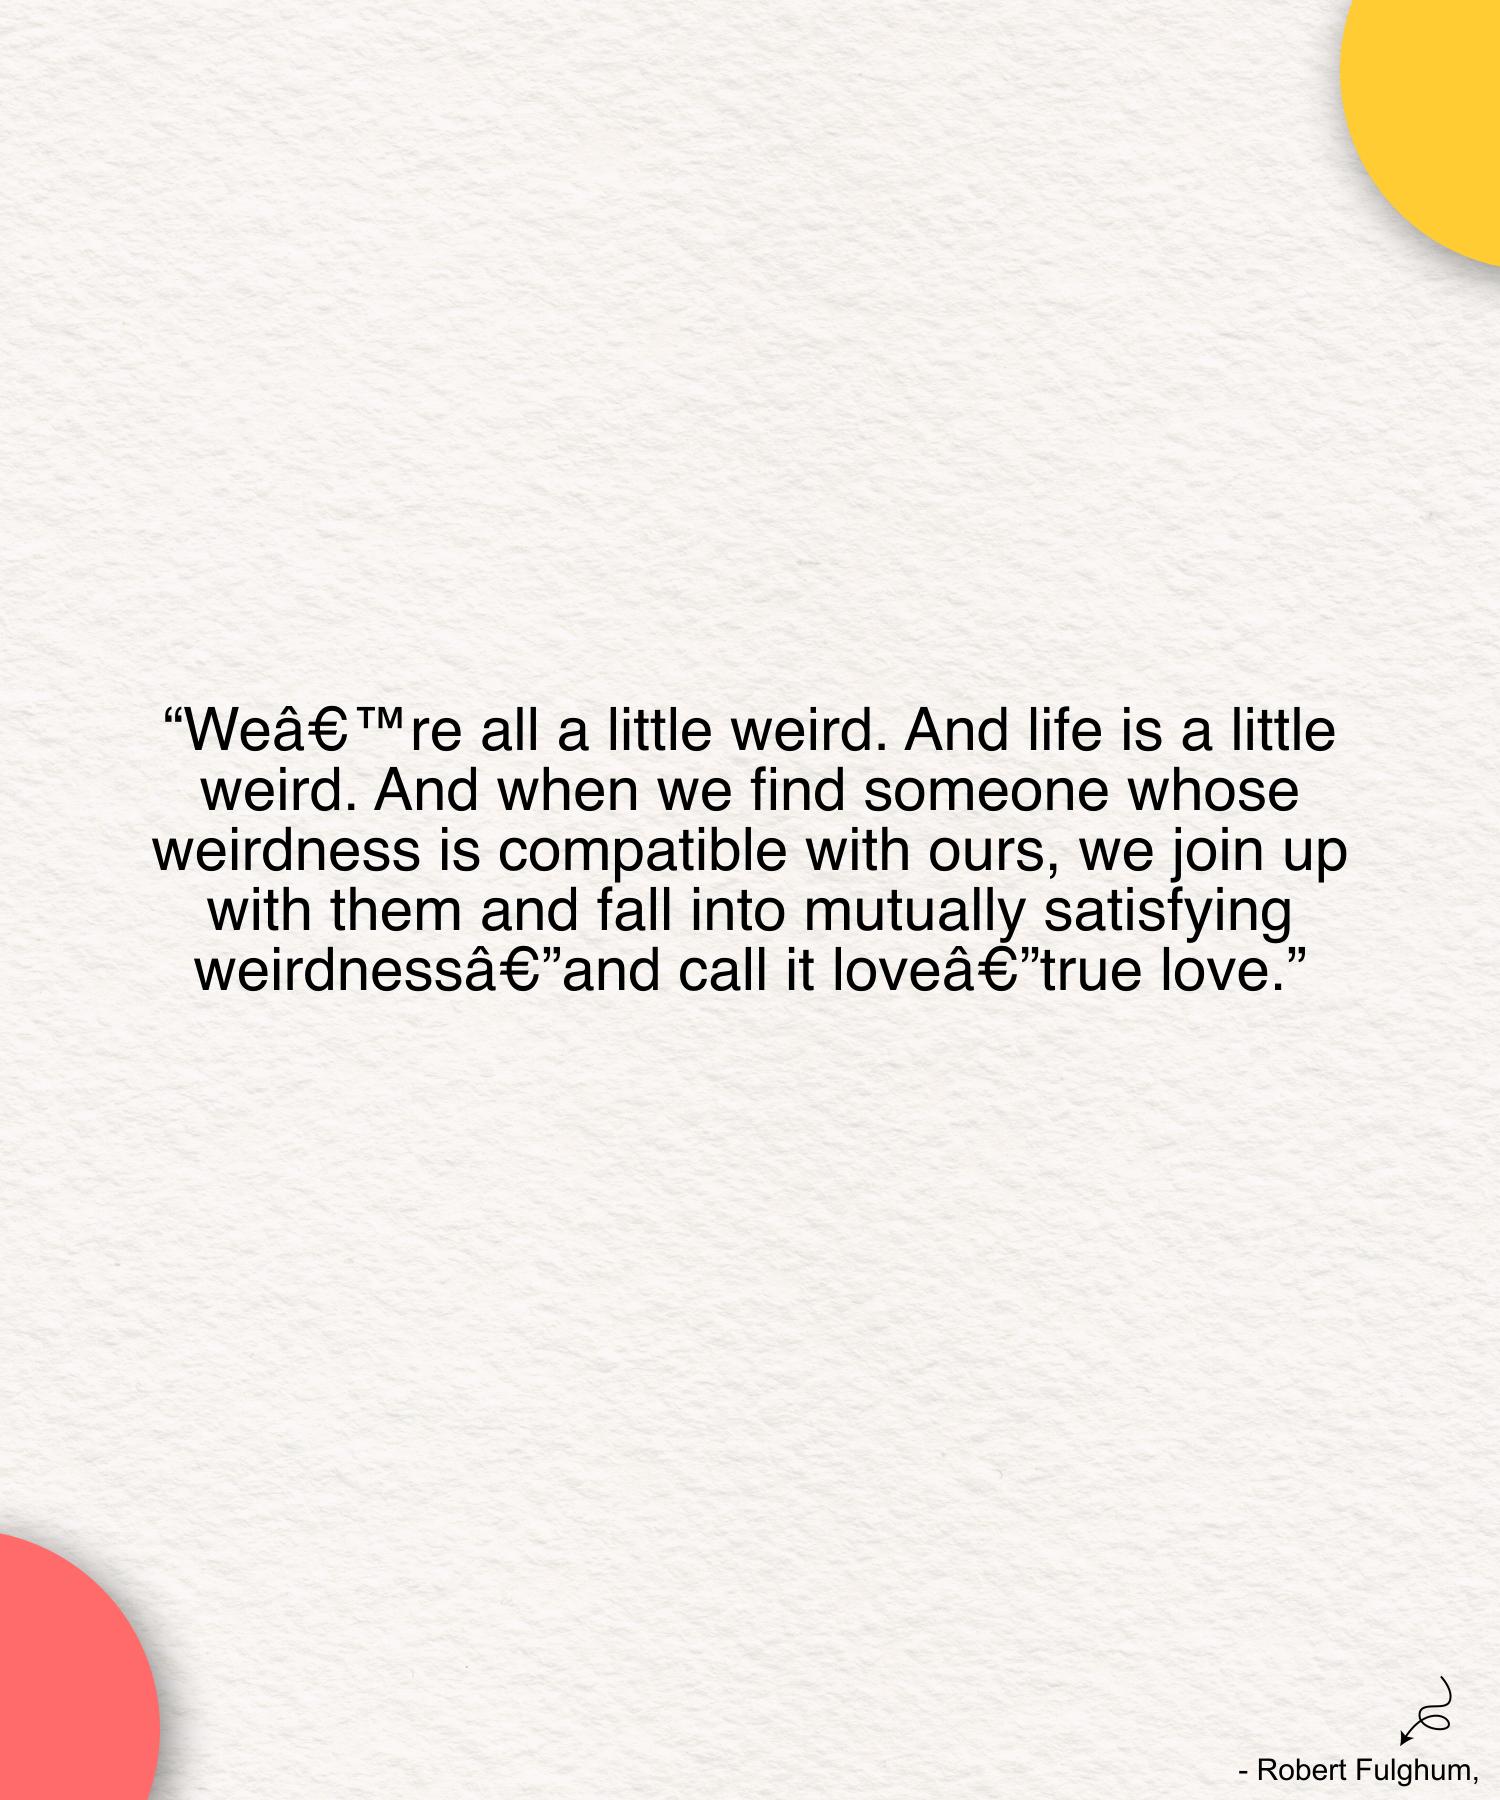 “Weâ€™re all a little weird. And life is a little
weird. And when we find someone whose
weirdness is compatible with ours, we join up
with them and fall into mutually satisfying
weirdnessâ€”and call it loveâ€”true love.”
- Robert Fulghum,